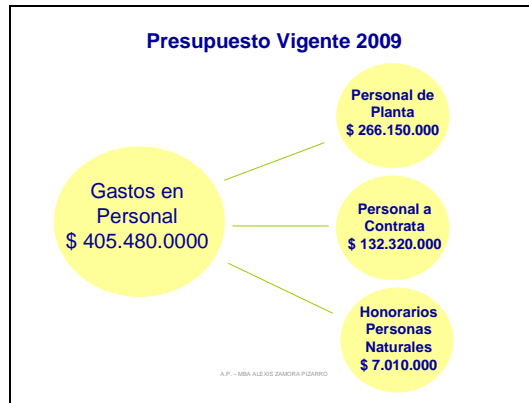 Presupuesto Vigente 2009
Personal de
Planta
$ 266.150.000
Gastos en
Personal
$ 405.480.0000
Personal a
Contrata
$ 132.320.000
Honorarios
Personas
Naturales
$ 7.010.000
A.P. – MBA ALEXIS ZAMORA PIZARRO